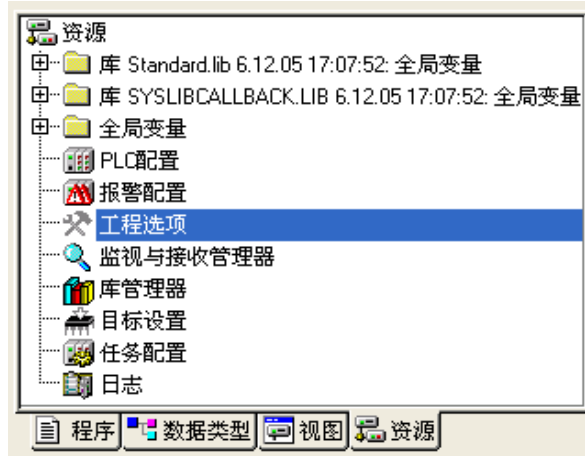 资源
库 Standard.lib 6.12.05 17:07:52: 全局变量
库 SYSLIBCALLBACK.LIB 6.12.05 17:07:52: 全局变量
全局变量
PLC配置
报警配置
工程选项
监视与接收管理器
库管理器
目标设置
任务配置
日志
程序 数据类型 视图 资源